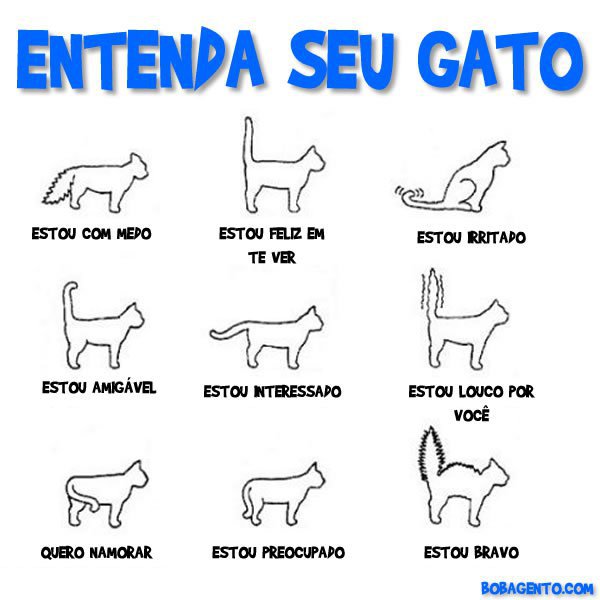 ENTENDA SEU GATO
ESTOU COM MEDO
ESTOU FELIZ EM
TE VER
ESTOU IRRITADO
ESTOU AMIGÁVEL
ESTOU INTERESSADO
ESTOU LOUCO POR
VOCÊ
QUERO NAMORAR
ESTOU PREOCUPADO
ESTOU BRAVO
BOBAGENTO.COM